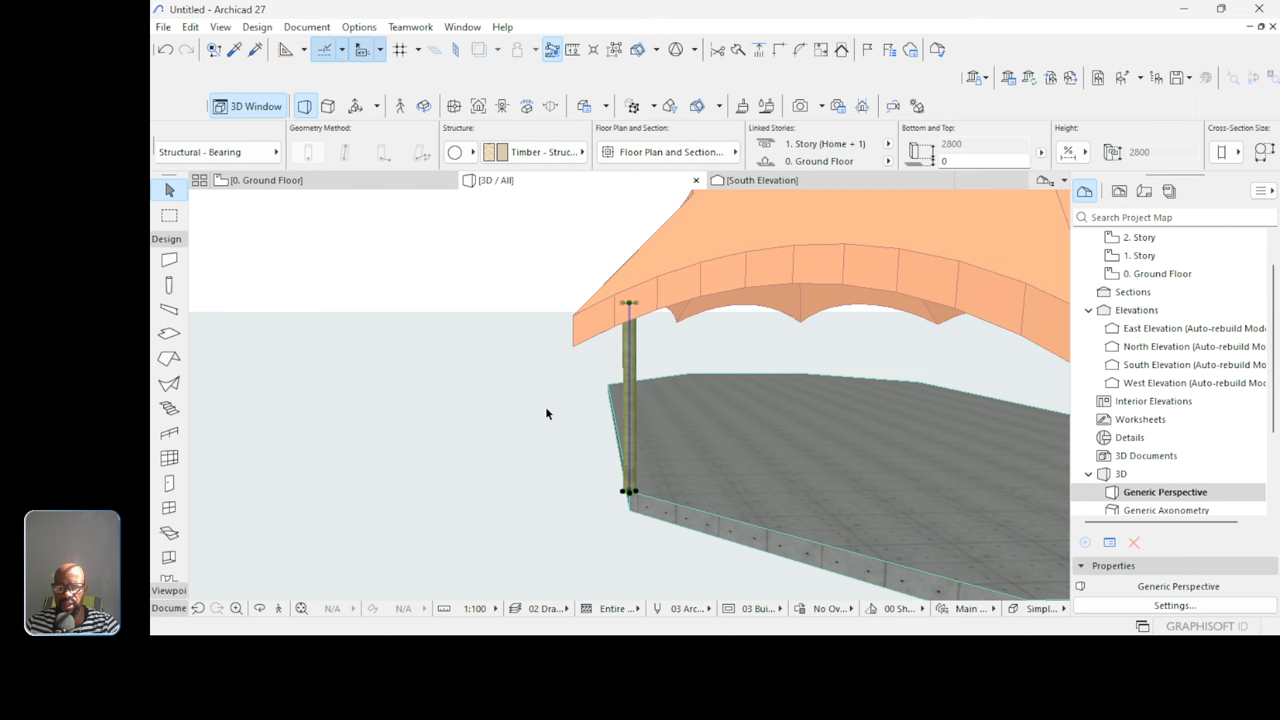 Untitled - Archicad 27
File Edit View Design Document Options Teamwork Window Help
3D Window
Geometry Method: Structure: Floor Plan and Section: Linked Stories: Bottom and Top: Height: Cross-Section Size:
Structural - Bearing
Timber - Struc...
Floor Plan and Section...
1. Story (Home + 1)
0. Ground Floor
2800
0
2800
[0. Ground Floor]
[3D / All]
[South Elevation]
Search Project Map
Design
2. Story
1. Story
0. Ground Floor
Sections
Elevations
East Elevation (Auto-rebuild Mode
North Elevation (Auto-rebuild Mo
South Elevation (Auto-rebuild Mo
West Elevation (Auto-rebuild Mo
Interior Elevations
Worksheets
Details
3D Documents
3D
Generic Perspective
Generic Axonometry
Properties
Generic Perspective
Settings...
Viewpoi
Docume
N/A N/A 1:100 02 Dra... Entire ... 03 Arc... 03 Bui... No Ov... 00 Sh... Main ... Simpl...
GRAPHISOFT ID